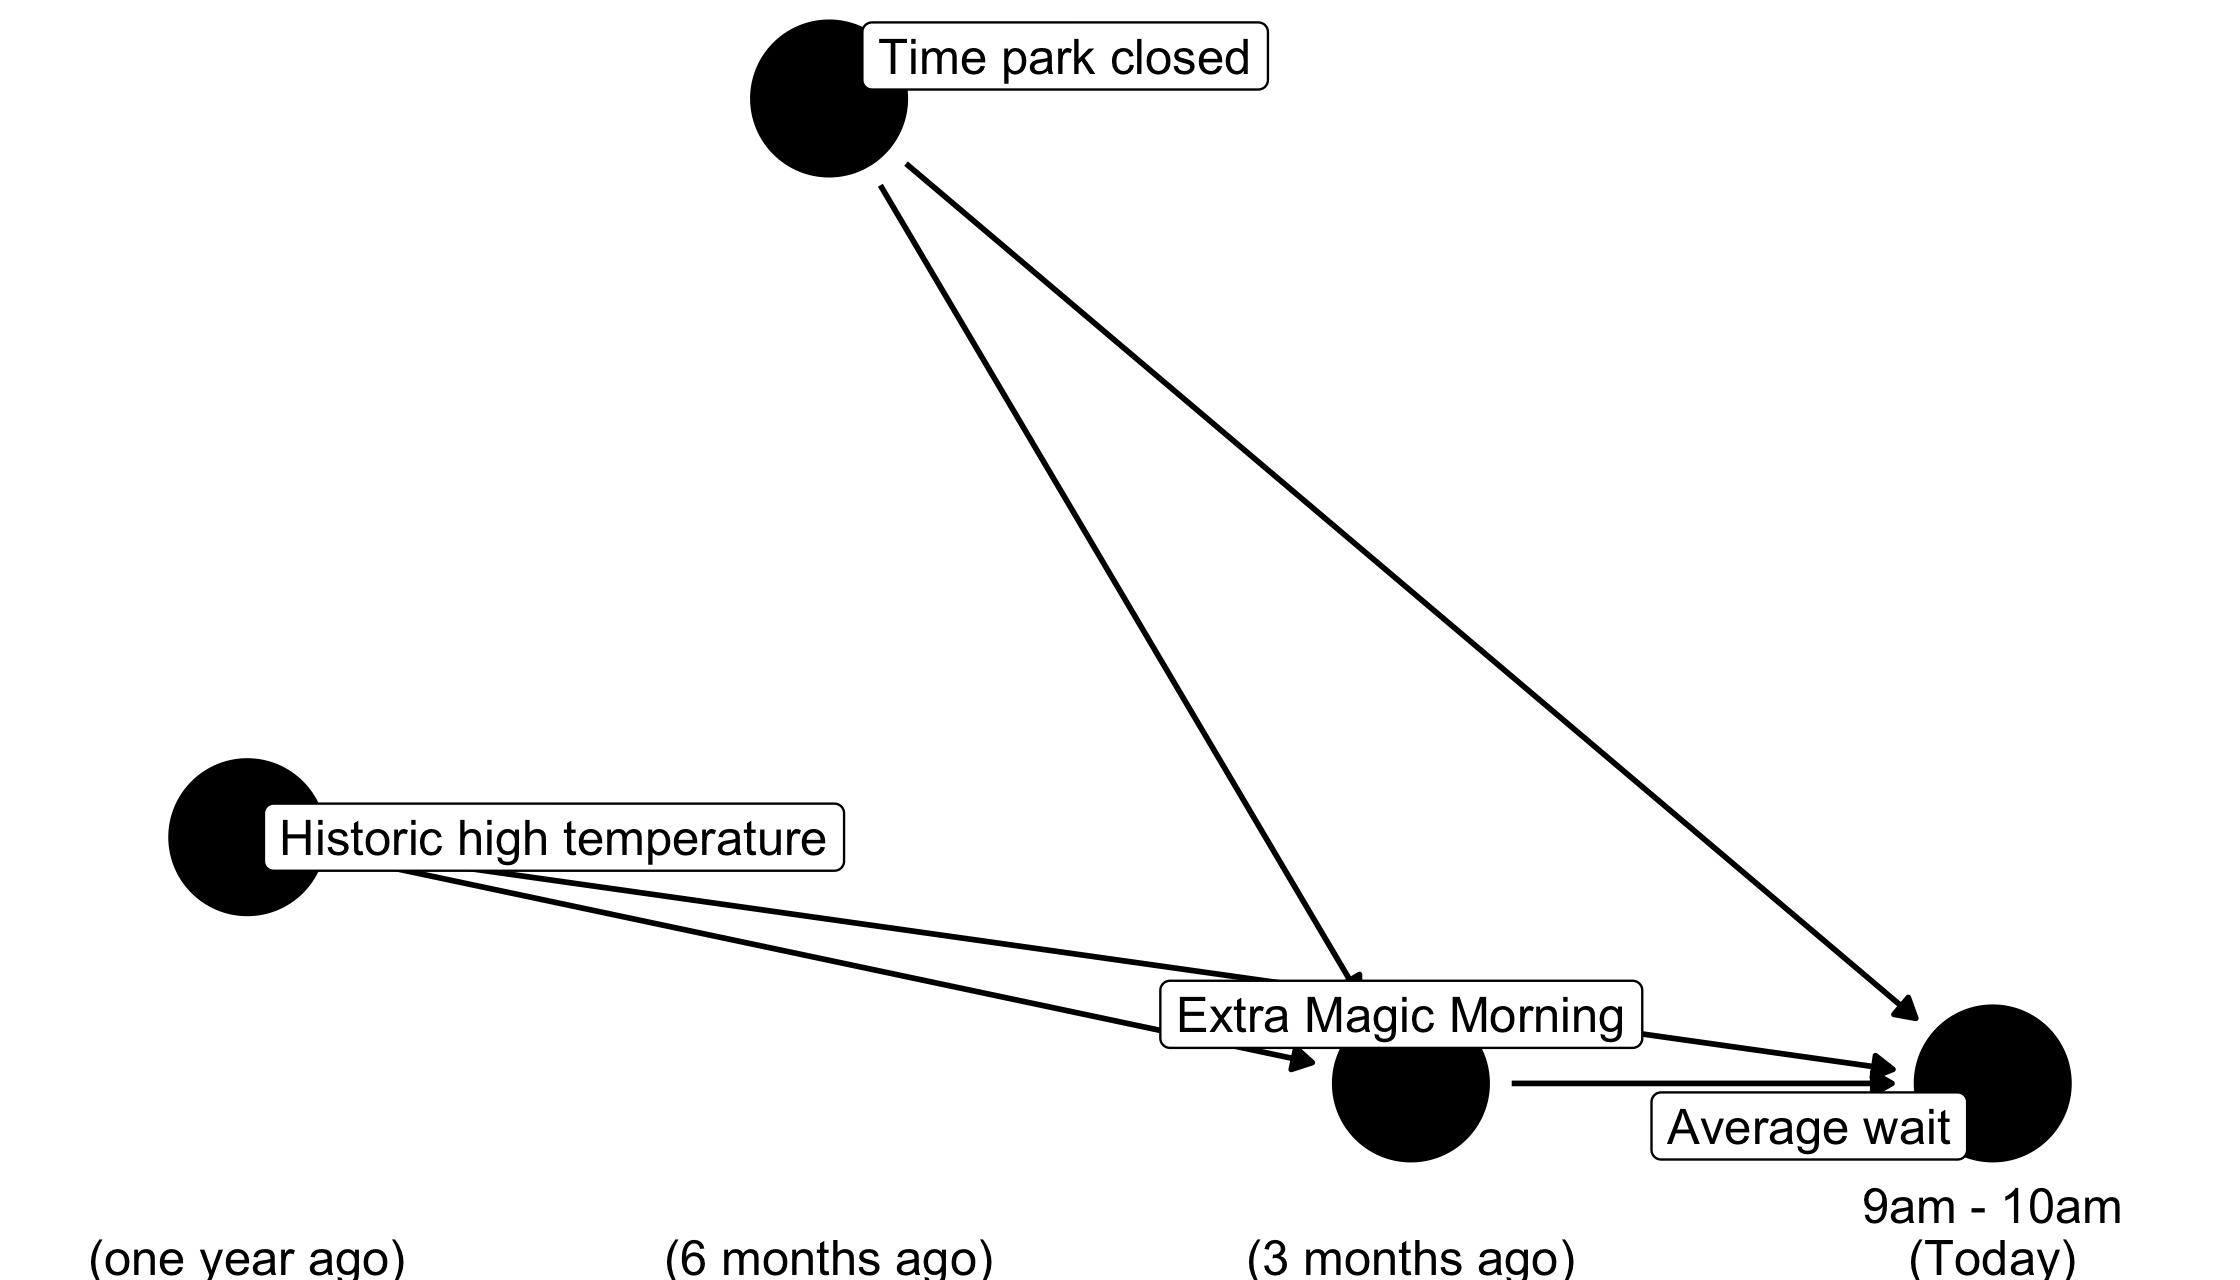 Time park closed
Historic high temperature
Extra Magic Morning
Average wait
9am - 10am
(one year ago)
(6 months ago)
(3 months ago)
(Today)